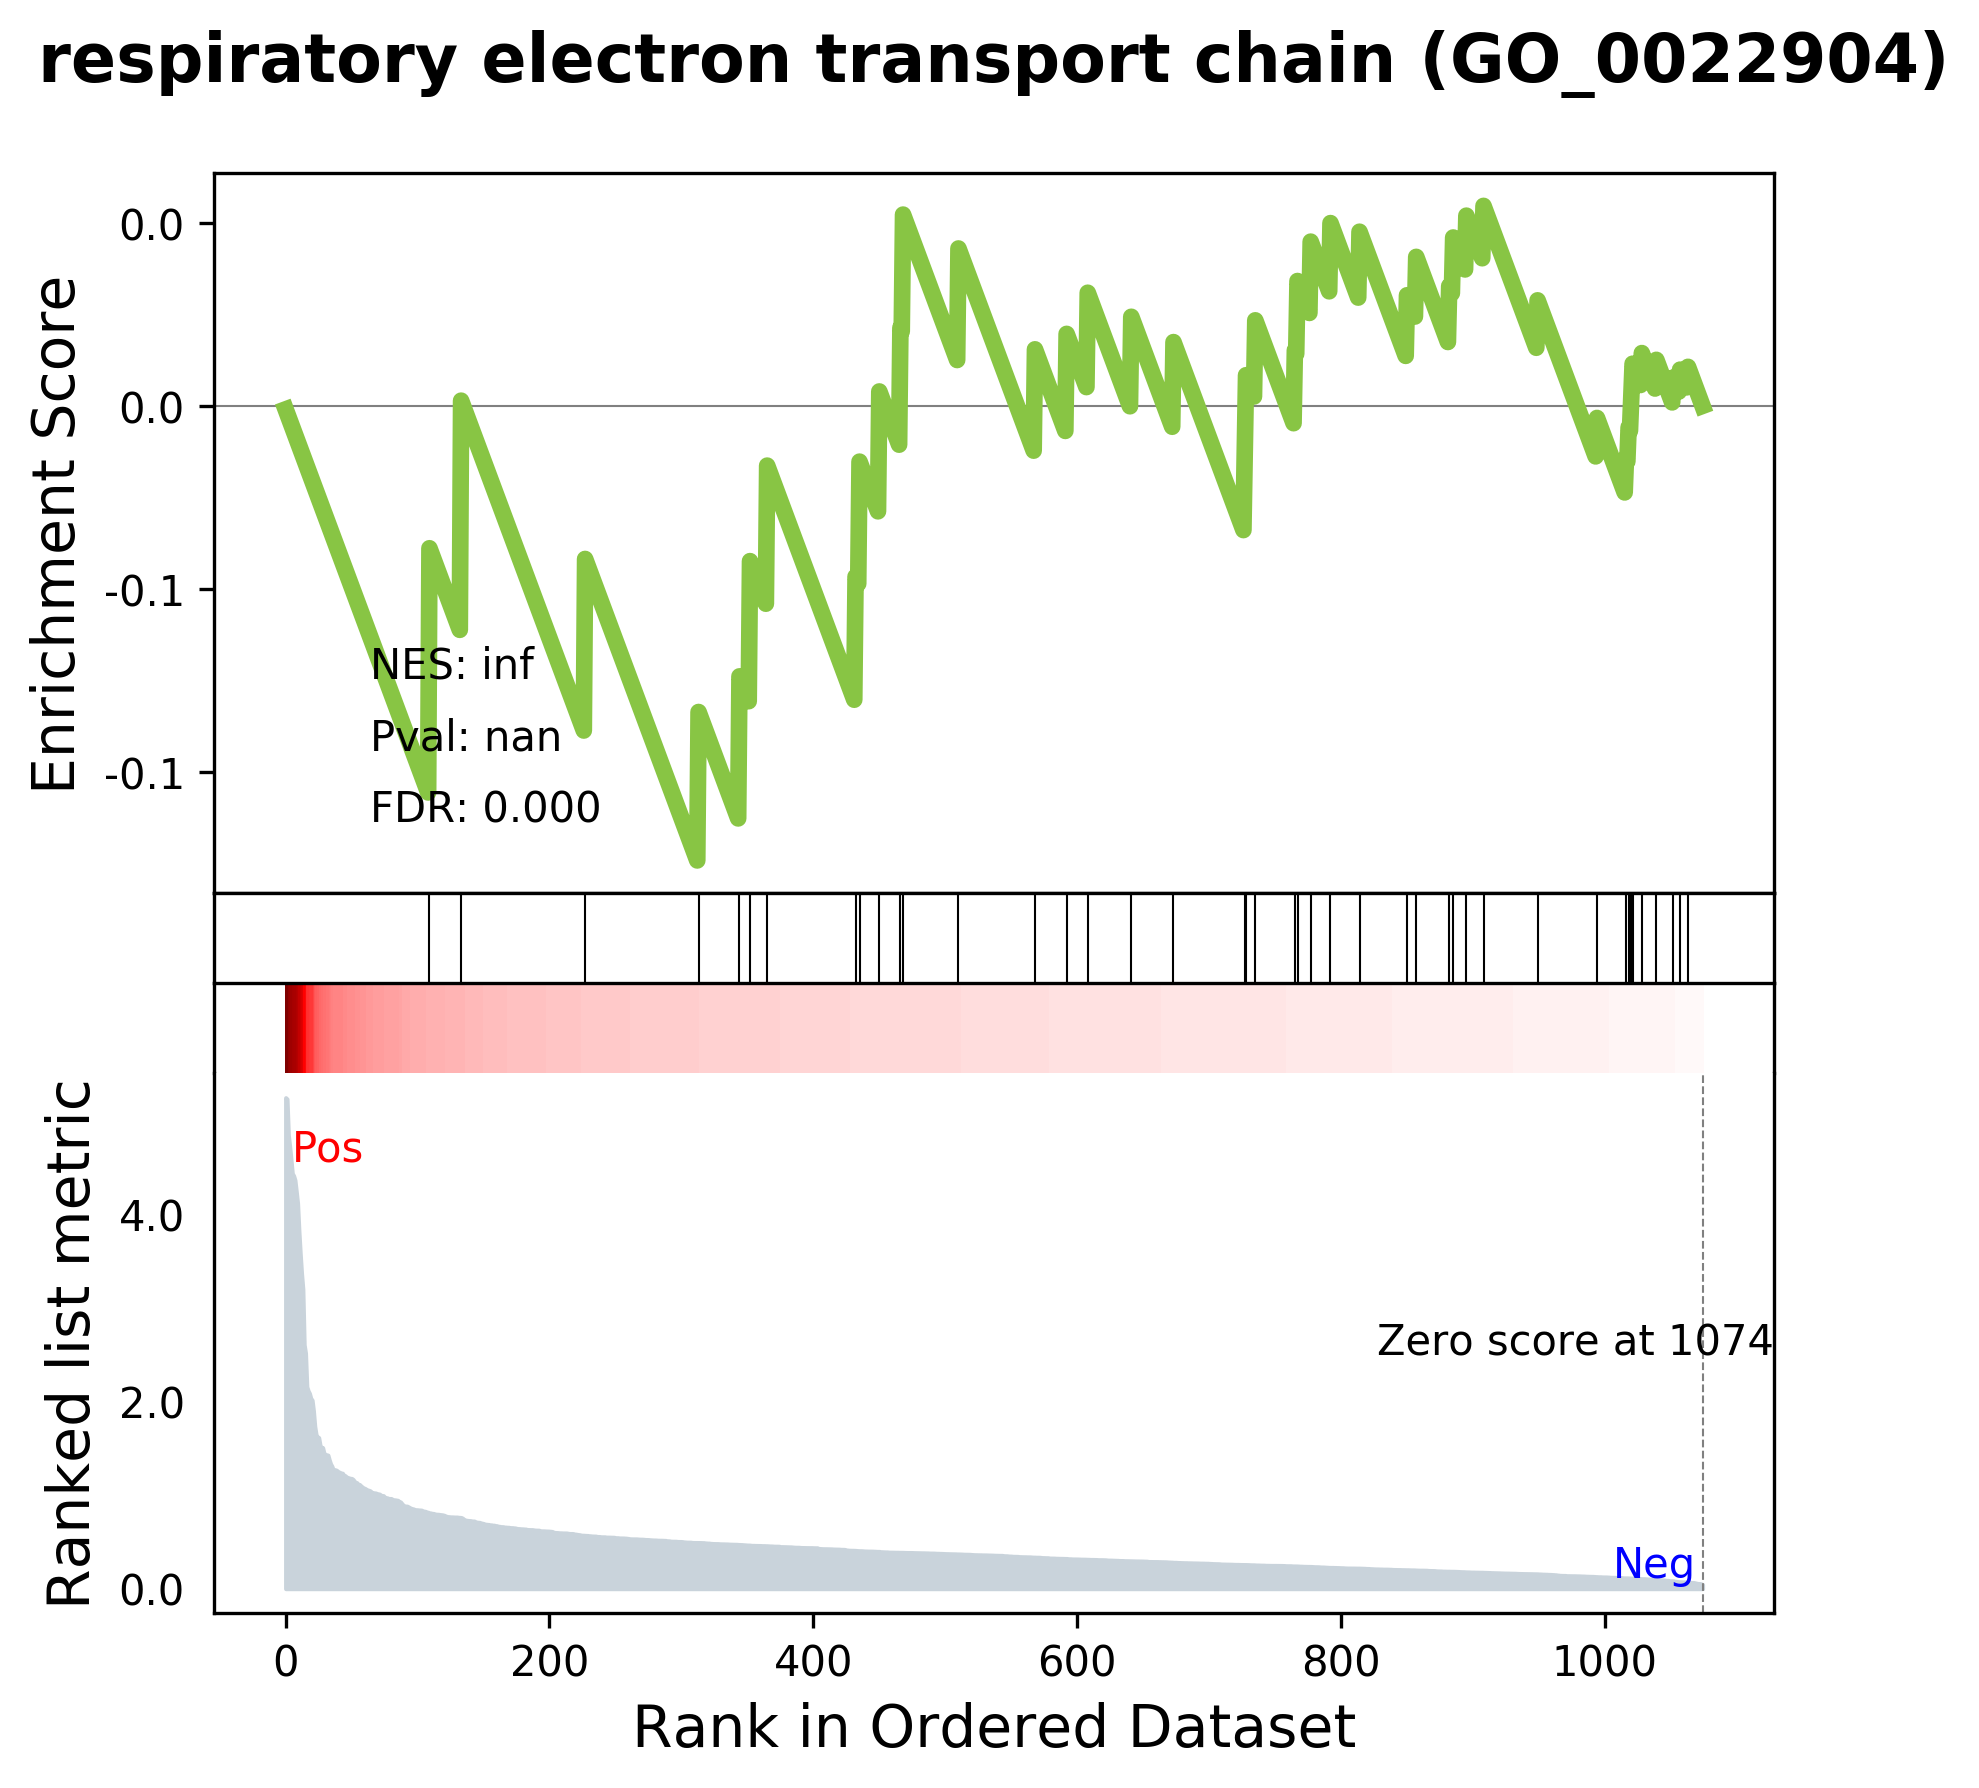 respiratory electron transport chain (GO_0022904)
Enrichment Score
0.0
0.0
-0.1
-0.1
NES: inf
Pval: nan
FDR: 0.000
Ranked list metric
Pos
4.0
2.0
0.0
Zero score at 1074
Neg
0 200 400 600 800 1000
Rank in Ordered Dataset